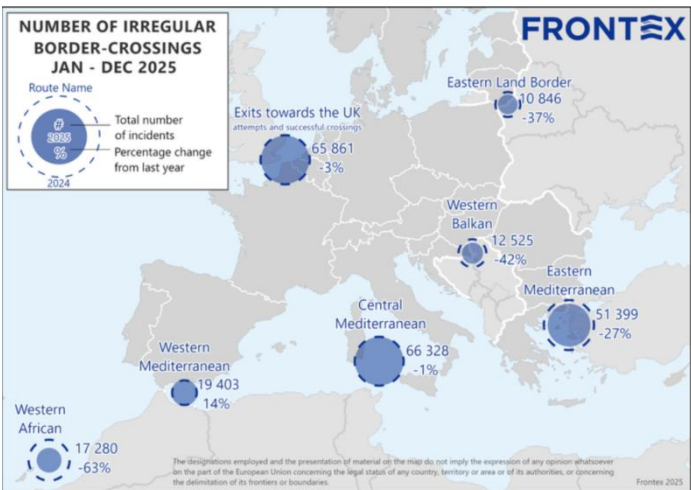 NUMBER OF IRREGULAR
BORDER-CROSSINGS
JAN - DEC 2025
Route Name
#
2025
%
Total number
of incidents
Percentage change
from last year
2024
FRONTEX
Eastern Land Border
10 846
-37%
Exits towards the UK
attempts and successful crossings
65 861
-3%
Western
Balkan
12 525
-42%
Eastern
Mediterranean
51 399
-27%
Central
Mediterranean
66 328
-1%
Western
Mediterranean
19 403
14%
Western
African
17 280
-63%
The designations employed and the presentation of material on the map do not imply the expression of any opinion whatsoever
on the part of the European Union concerning the legal status of any country, territory or area or of its authorities, or concerning
the delimitation of its frontiers or boundaries.
Frontex 2025